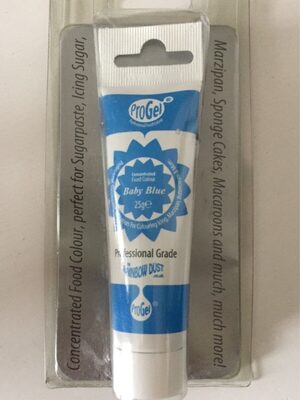 Concentrated Food Colour, perfect for Sugarpaste, Icing Sugar,
Marzipan, Sponge Cakes, Macaroons and much, much more!
ProGel
Concentrated
Food Colour
Baby Blue
25g℮
Professional Grade
RAINBOW DUST
ProGel